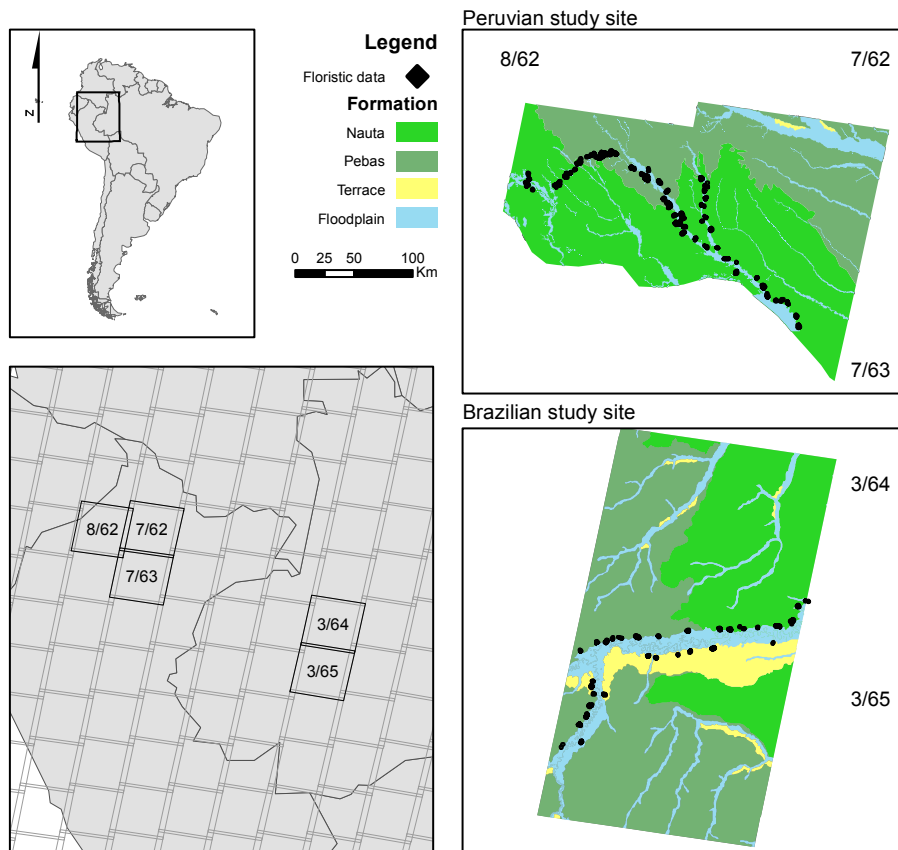 Peruvian study site
8/62
7/62
7/63
N
Legend
Floristic data
Formation
Nauta
Pebas
Terrace
Floodplain
0 25 50 100
Km
8/62
7/62
7/63
3/64
3/65
Brazilian study site
3/64
3/65